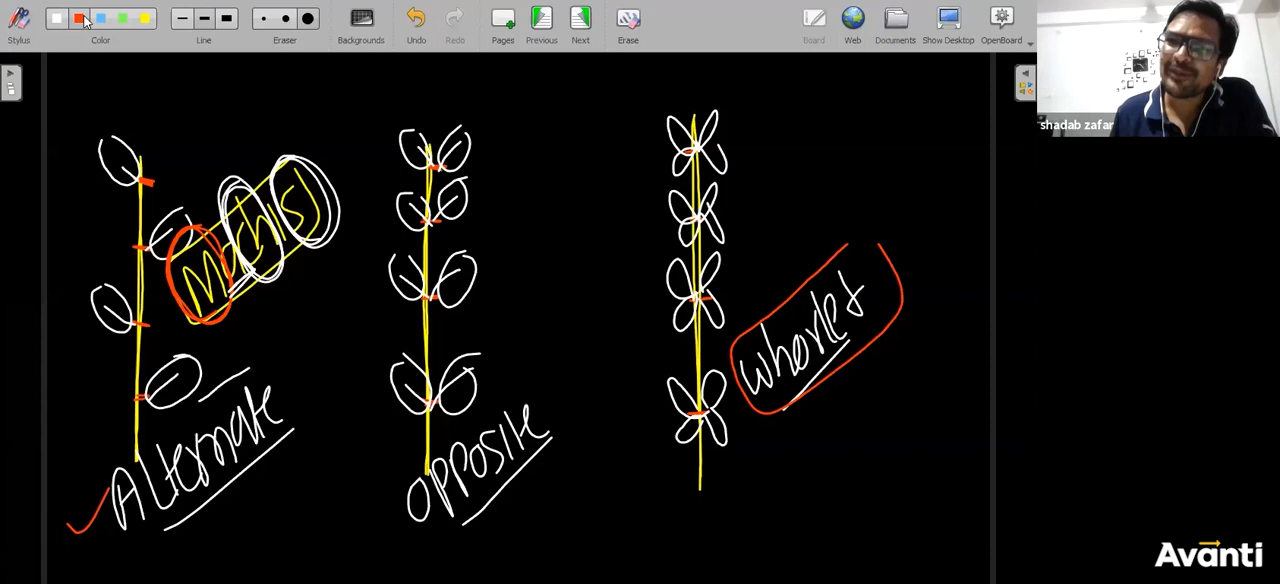 Stylus
Color
Line
Eraser
Backgrounds
Undo
Redo
Pages
Previous
Next
Erase
Board
Web
Documents
Show Desktop
OpenBoard
shadab zafar
Alternate
OPPOSite
Whorled
Avanti